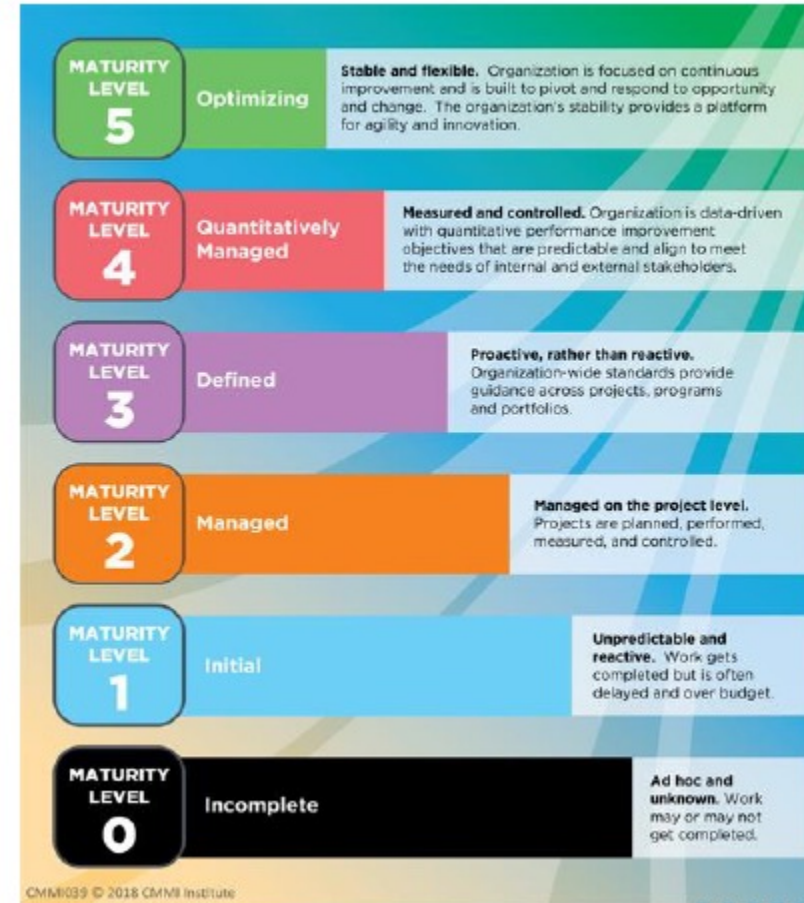 MATURITY
LEVEL
5
Optimizing
Stable and flexible. Organization is focused on continuous
improvement and is built to pivot and respond to opportunity
and change. The organization's stability provides a platform
for agility and innovation.
MATURITY
LEVEL
4
Quantitatively
Managed
Measured and controlled. Organization is data-driven
with quantitative performance improvement
objectives that are predictable and align to meet
the needs of internal and external stakeholders.
MATURITY
LEVEL
3
Defined
Proactive, rather than reactive.
Organization-wide standards provide
guidance across projects, programs
and portfolios.
MATURITY
LEVEL
2
Managed
Managed on the project level.
Projects are planned, performed,
measured, and controlled.
MATURITY
LEVEL
1
Initial
Unpredictable and
reactive. Work gets
completed but is often
delayed and over budget.
MATURITY
LEVEL
0
Incomplete
Ad hoc and
unknown. Work
may or may not
get completed.
CMMI039 © 2018 CMMI Institute